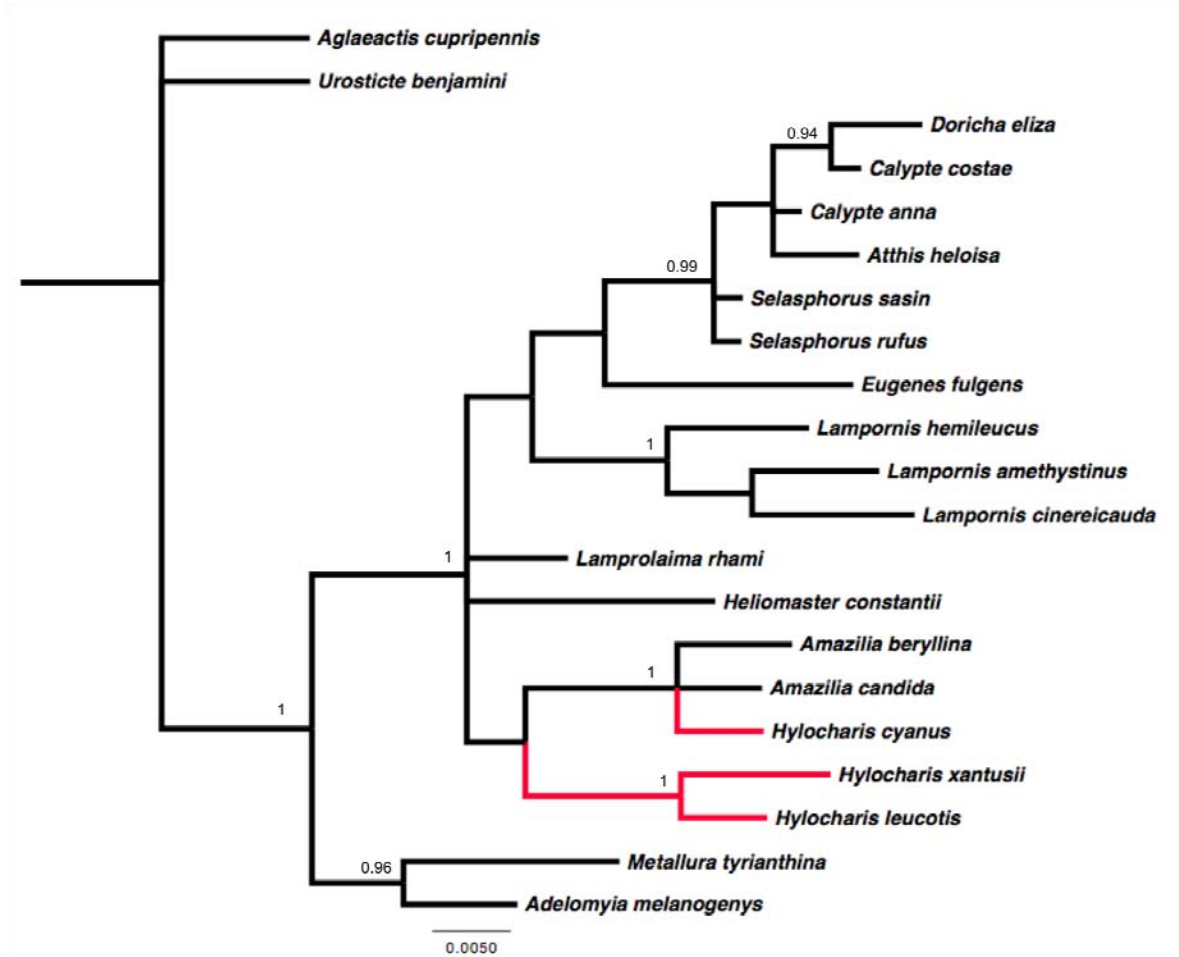 Aglaeactis cupripennis
Urosticte benjamini
Doricha eliza
0.94
Calypte costae
Calypte anna
Atthis heloisa
0.99
Selasphorus sasin
Selasphorus rufus
Eugenes fulgens
Lampornis hemileucus
1
Lampornis amethystinus
Lampornis cinereicauda
1
Lamprolaima rhami
Heliomaster constantii
Amazilia beryllina
1
Amazilia candida
1
Hylocharis cyanus
Hylocharis xantusii
1
Hylocharis leucotis
Metallura tyrianthina
0.96
Adelomyia melanogenys
0.0050